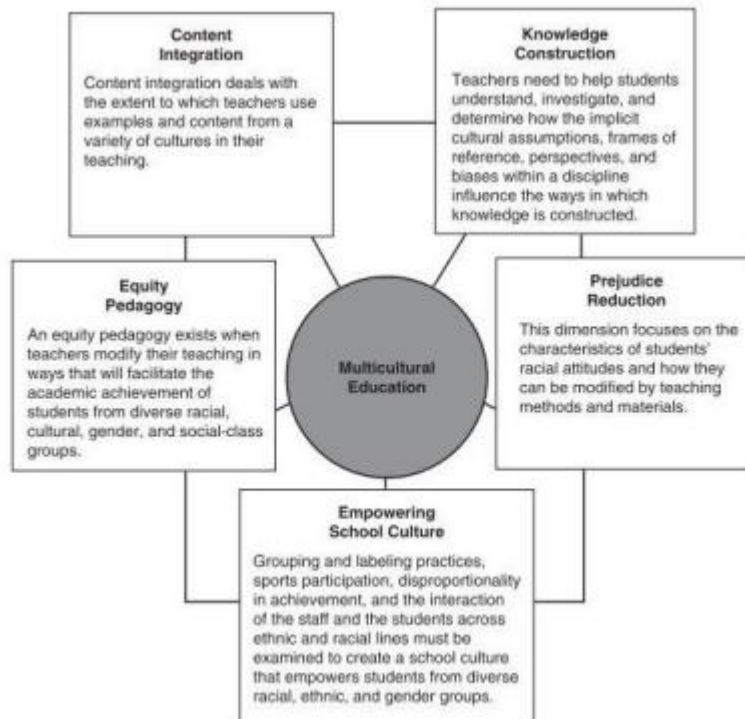 Content
Integration
Content integration deals with
the extent to which teachers use
examples and content from a
variety of cultures in their
teaching.
Knowledge
Construction
Teachers need to help students
understand, investigate, and
determine how the implicit
cultural assumptions, frames of
reference, perspectives, and
biases within a discipline
influence the ways in which
knowledge is constructed.
Equity
Pedagogy
An equity pedagogy exists when
teachers modify their teaching in
ways that will facilitate the
academic achievement of
students from diverse racial,
cultural, gender, and social-class
groups.
Multicultural
Education
Prejudice
Reduction
This dimension focuses on the
characteristics of students'
racial attitudes and how they
can be modified by teaching
methods and materials.
Empowering
School Culture
Grouping and labeling practices,
sports participation, disproportionality
in achievement, and the interaction
of the staff and the students across
ethnic and racial lines must be
examined to create a school culture
that empowers students from diverse
racial, ethnic, and gender groups.